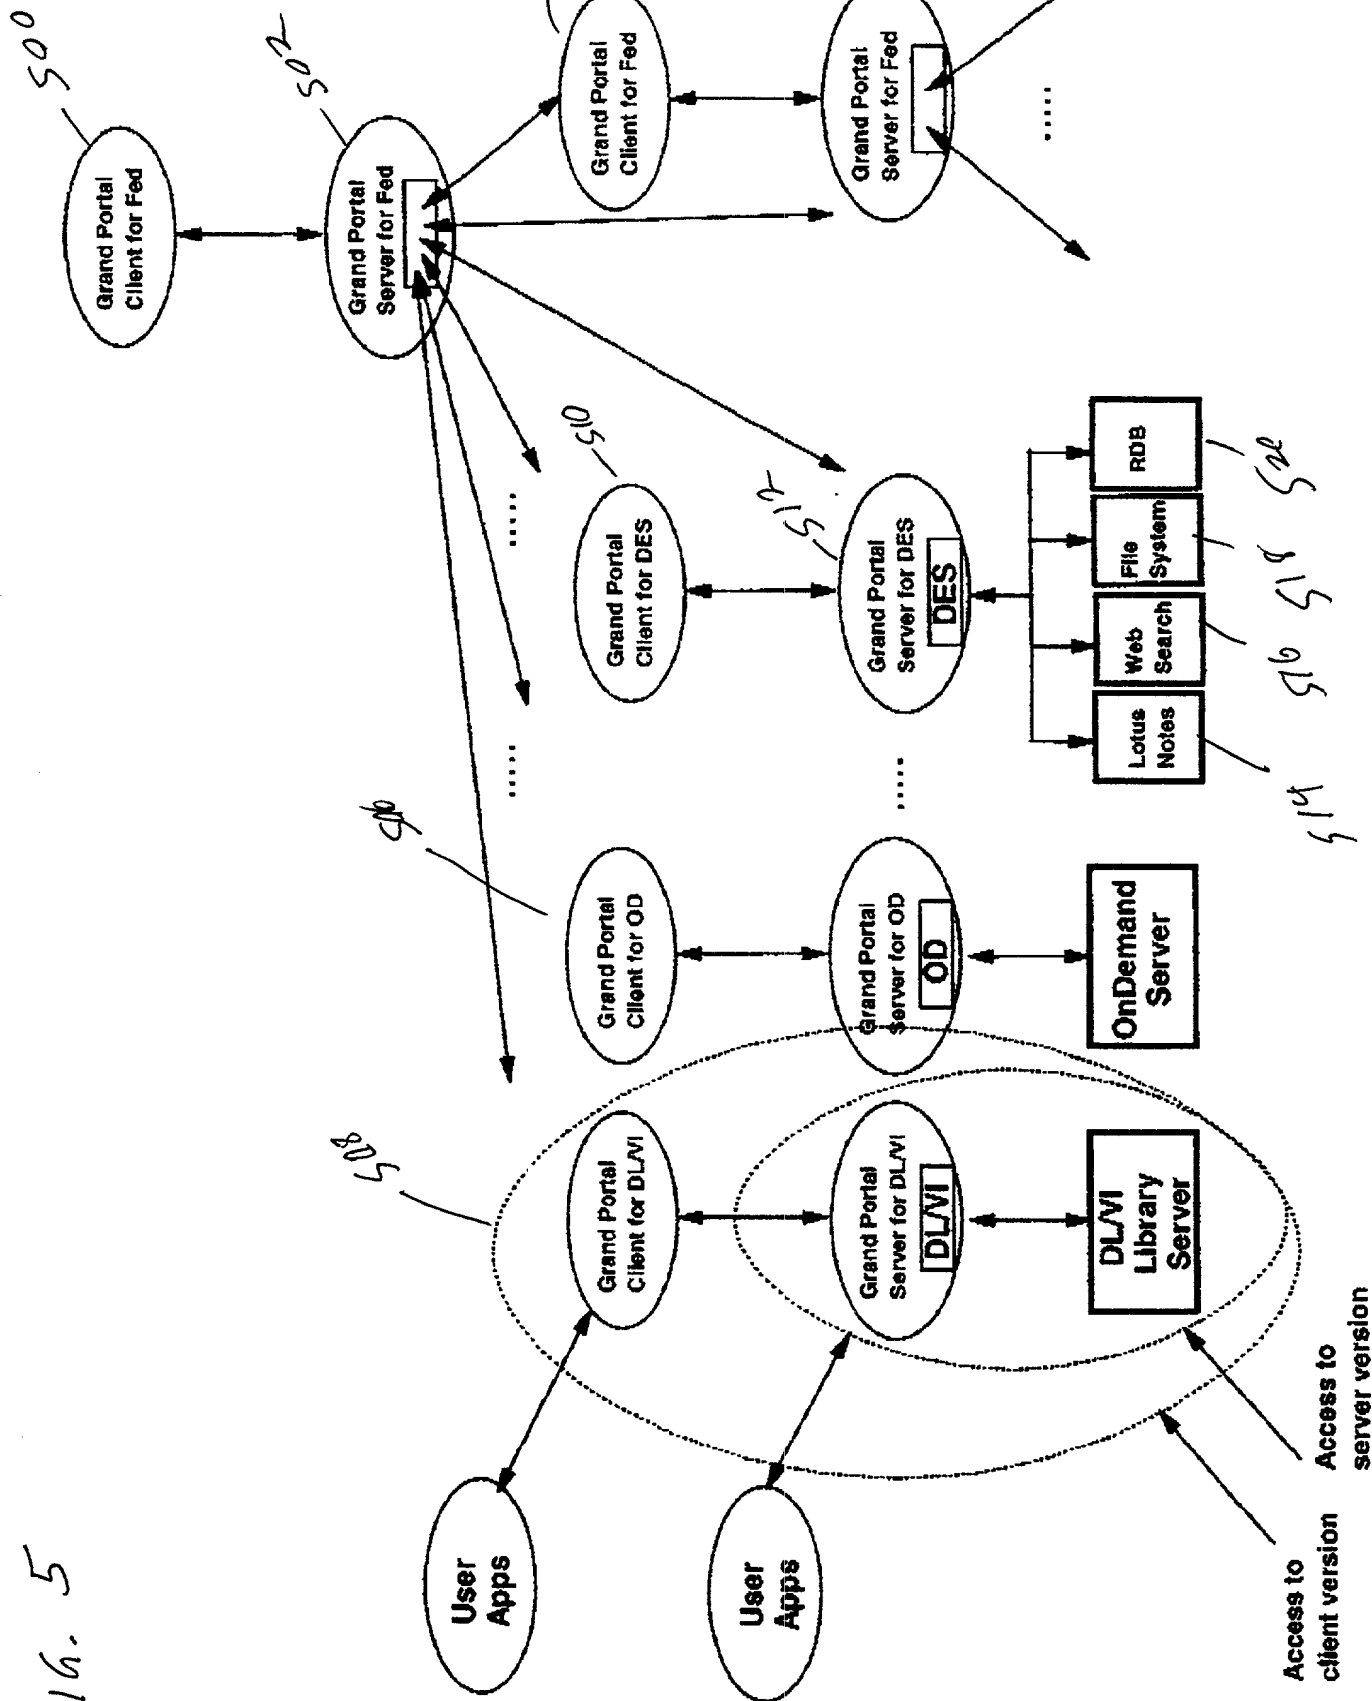 IG. 5
500
Grand Portal
Client for Fed
502
Grand Portal
Server for Fed
Grand Portal
Client for Fed
Grand Portal
Server for Fed
.....
.....
.....
506
508
510
Grand Portal
Client for DL/VI
Grand Portal
Client for OD
Grand Portal
Client for DES
512
User
Apps
User
Apps
Grand Portal
Server for DL/VI
DL/VI
Grand Portal
Server for OD
OD
.....
Grand Portal
Server for DES
DES
DL/VI
Library
Server
OnDemand
Server
Lotus
Notes
Web
Search
File
System
RDB
514
516
518
520
Access to
client version
Access to
server version